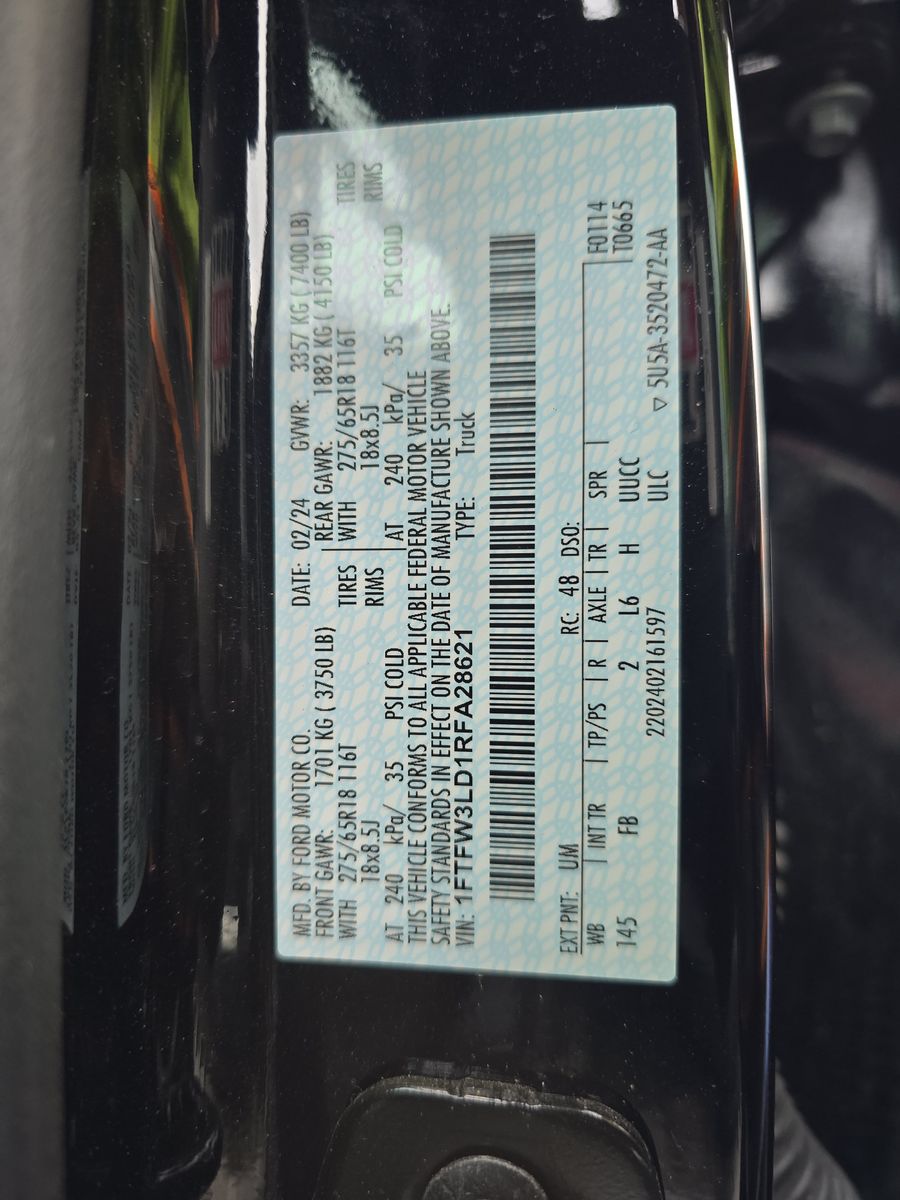 MFD. BY FORD MOTOR CO. DATE: 02/24 GVWR: 3357 KG ( 7400 LB)
FRONT GAWR: 1701 KG ( 3750 LB) REAR GAWR: 1882 KG ( 4150 LB)
WITH 275/65R18 116T TIRES WITH 275/65R18 116T TIRES
18x8.5J RIMS 18x8.5J RIMS
AT 240 kPa/ 35 PSI COLD AT 240 kPa/ 35 PSI COLD
THIS VEHICLE CONFORMS TO ALL APPLICABLE FEDERAL MOTOR VEHICLE
SAFETY STANDARDS IN EFFECT ON THE DATE OF MANUFACTURE SHOWN ABOVE.
VIN: 1FTFW3LD1RFA28621 TYPE: Truck
EXT PNT: UM RC: 48 DSO:
WB | INT TR | TP/PS | R | AXLE | TR | SPR | F0114
145 FB 2 L6 H UUCC T0665
2202402161597 ULC ▽ 5U5A-3520472-AA